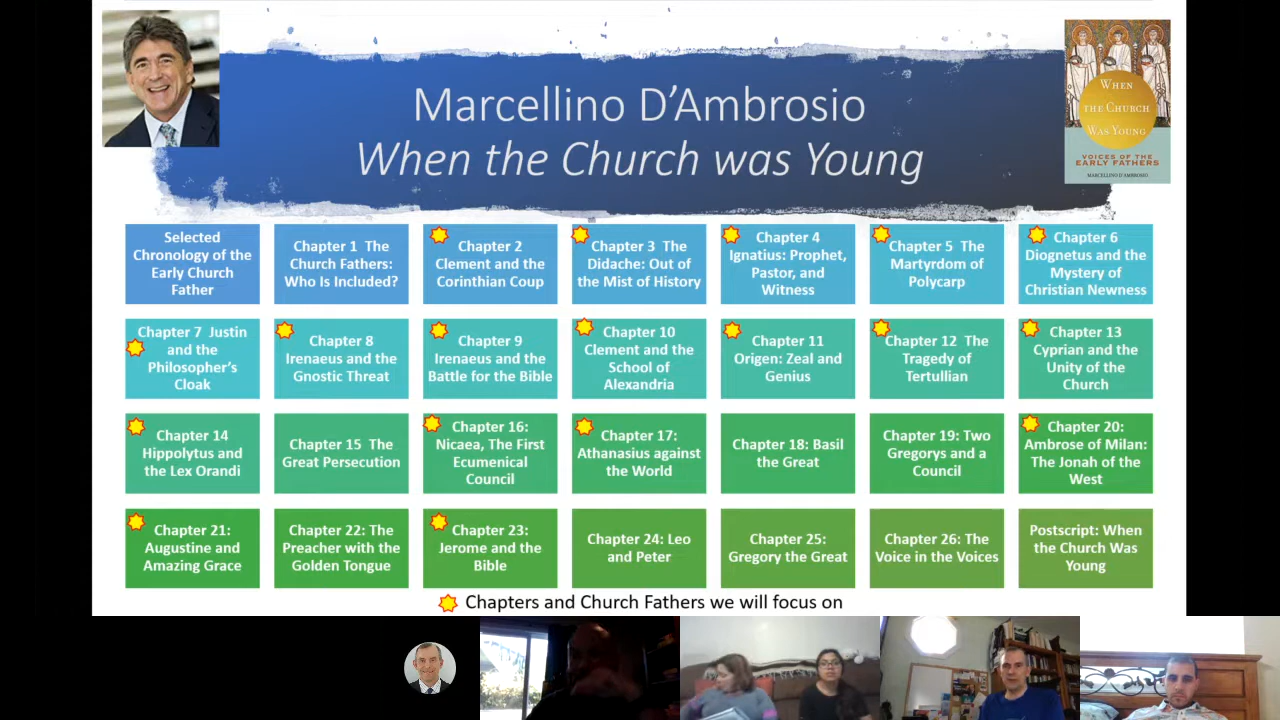 Marcellino D'Ambrosio
When the Church was Young
WHEN
THE CHURCH
WAS YOUNG
VOICES OF THE
EARLY FATHERS
MARCELLINO D'AMBROSIO
Selected
Chronology of the
Early Church
Father
Chapter 1 The
Church Fathers:
Who Is Included?
Chapter 2
Clement and the
Corinthian Coup
Chapter 3 The
Didache: Out of
the Mist of History
Chapter 4
Ignatius: Prophet,
Pastor, and
Witness
Chapter 5 The
Martyrdom of
Polycarp
Chapter 6
Diognetus and the
Mystery of
Christian Newness
Chapter 7 Justin
and the
Philosopher's
Cloak
Chapter 8
Irenaeus and the
Gnostic Threat
Chapter 9
Irenaeus and the
Battle for the Bible
Chapter 10
Clement and the
School of
Alexandria
Chapter 11
Origen: Zeal and
Genius
Chapter 12 The
Tragedy of
Tertullian
Chapter 13
Cyprian and the
Unity of the
Church
Chapter 14
Hippolytus and
the Lex Orandi
Chapter 15 The
Great Persecution
Chapter 16:
Nicaea, The First
Ecumenical
Council
Chapter 17:
Athanasius against
the World
Chapter 18: Basil
the Great
Chapter 19: Two
Gregorys and a
Council
Chapter 20:
Ambrose of Milan:
The Jonah of the
West
Chapter 21:
Augustine and
Amazing Grace
Chapter 22: The
Preacher with the
Golden Tongue
Chapter 23:
Jerome and the
Bible
Chapter 24: Leo
and Peter
Chapter 25:
Gregory the Great
Chapter 26: The
Voice in the Voices
Postscript: When
the Church Was
Young
Chapters and Church Fathers we will focus on